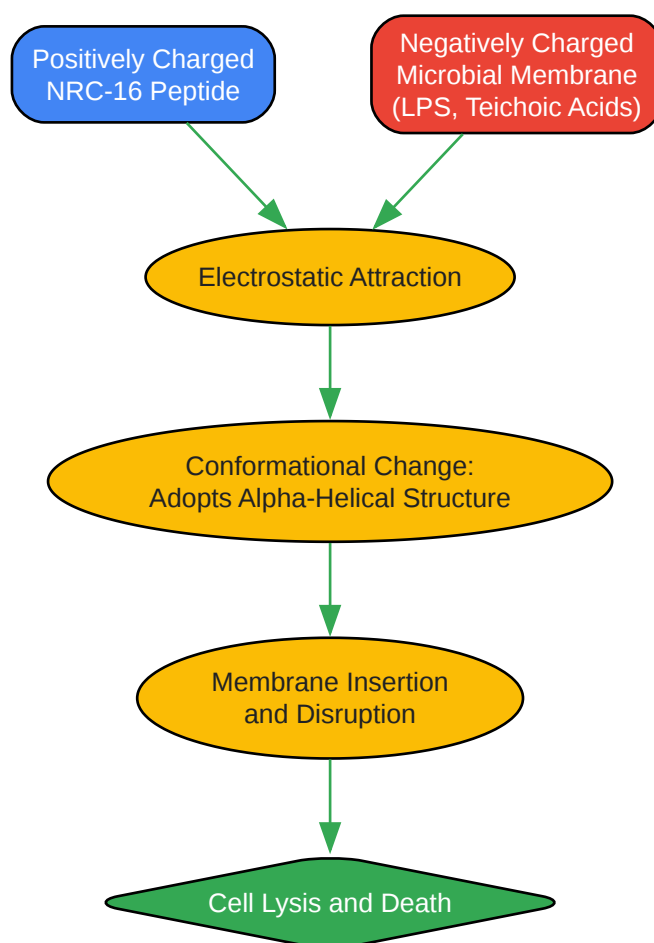 Positively Charged
NRC-16 Peptide
Negatively Charged
Microbial Membrane
(LPS, Teichoic Acids)
Electrostatic Attraction
Conformational Change:
Adopts Alpha-Helical Structure
Membrane Insertion
and Disruption
Cell Lysis and Death